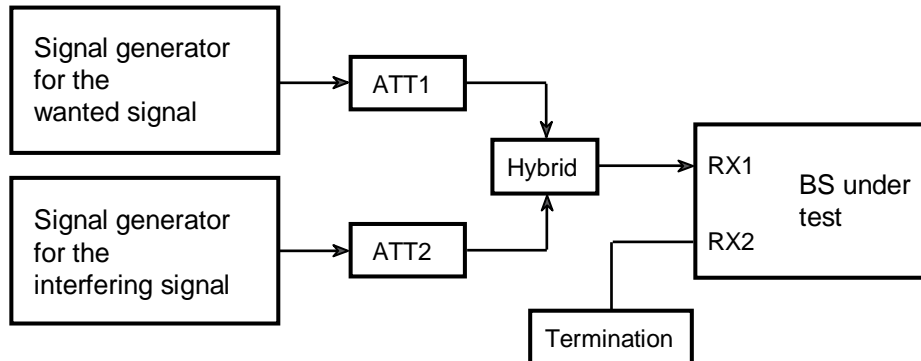 Signal generator
for the
wanted signal
ATT1
Hybrid
Signal generator
for the
interfering signal
ATT2
RX1
RX2
BS under
test
Termination